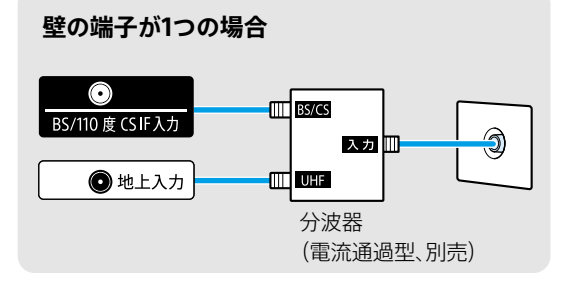 壁の端子が1つの場合
BS/110 度 CS IF入力
地上入力
BS/CS
入力
UHF
分波器
(電流通過型、別売)